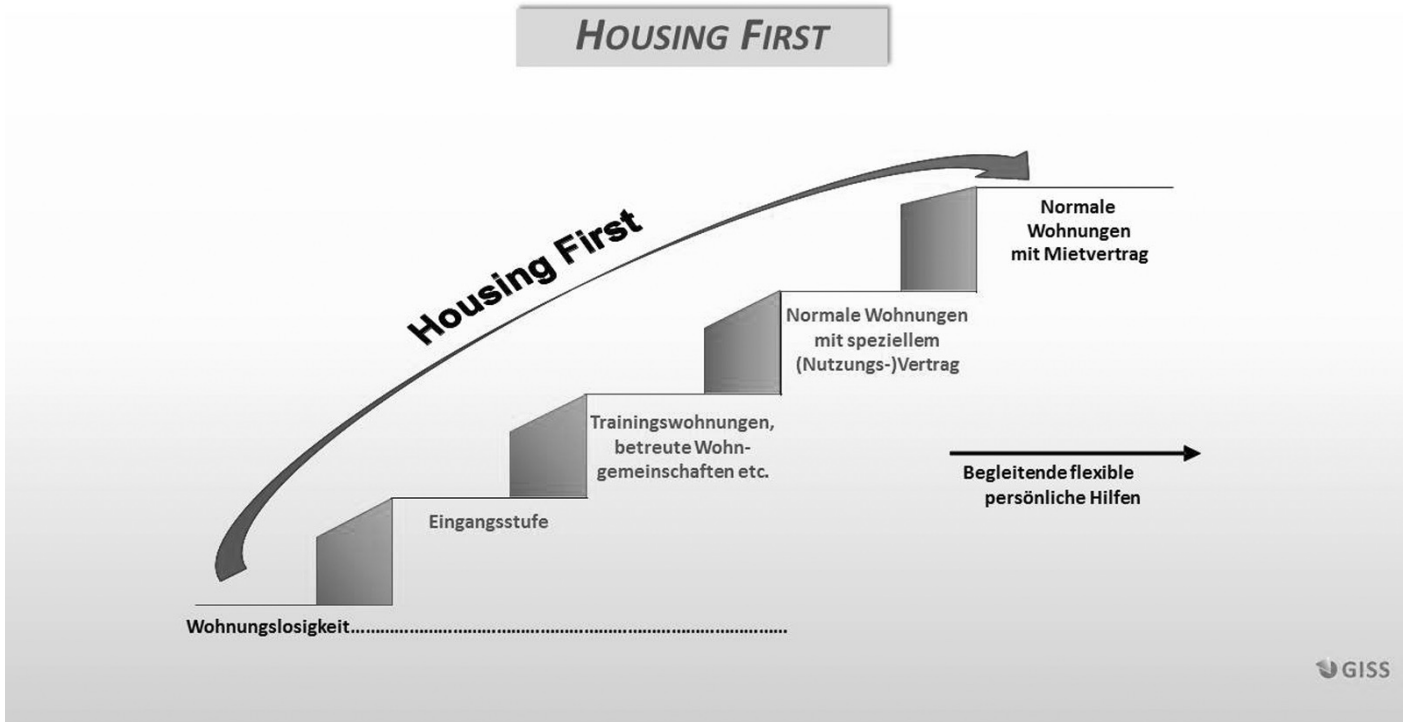 HOUSING FIRST
Housing First
Normale
Wohnungen
mit Mietvertrag
Normale Wohnungen
mit speziellem
(Nutzungs-)Vertrag
Trainingswohnungen,
betreute Wohn-
gemeinschaften etc.
Begleitende flexible
persönliche Hilfen
Eingangsstufe
Wohnungslosigkeit....................................................................................
GISS